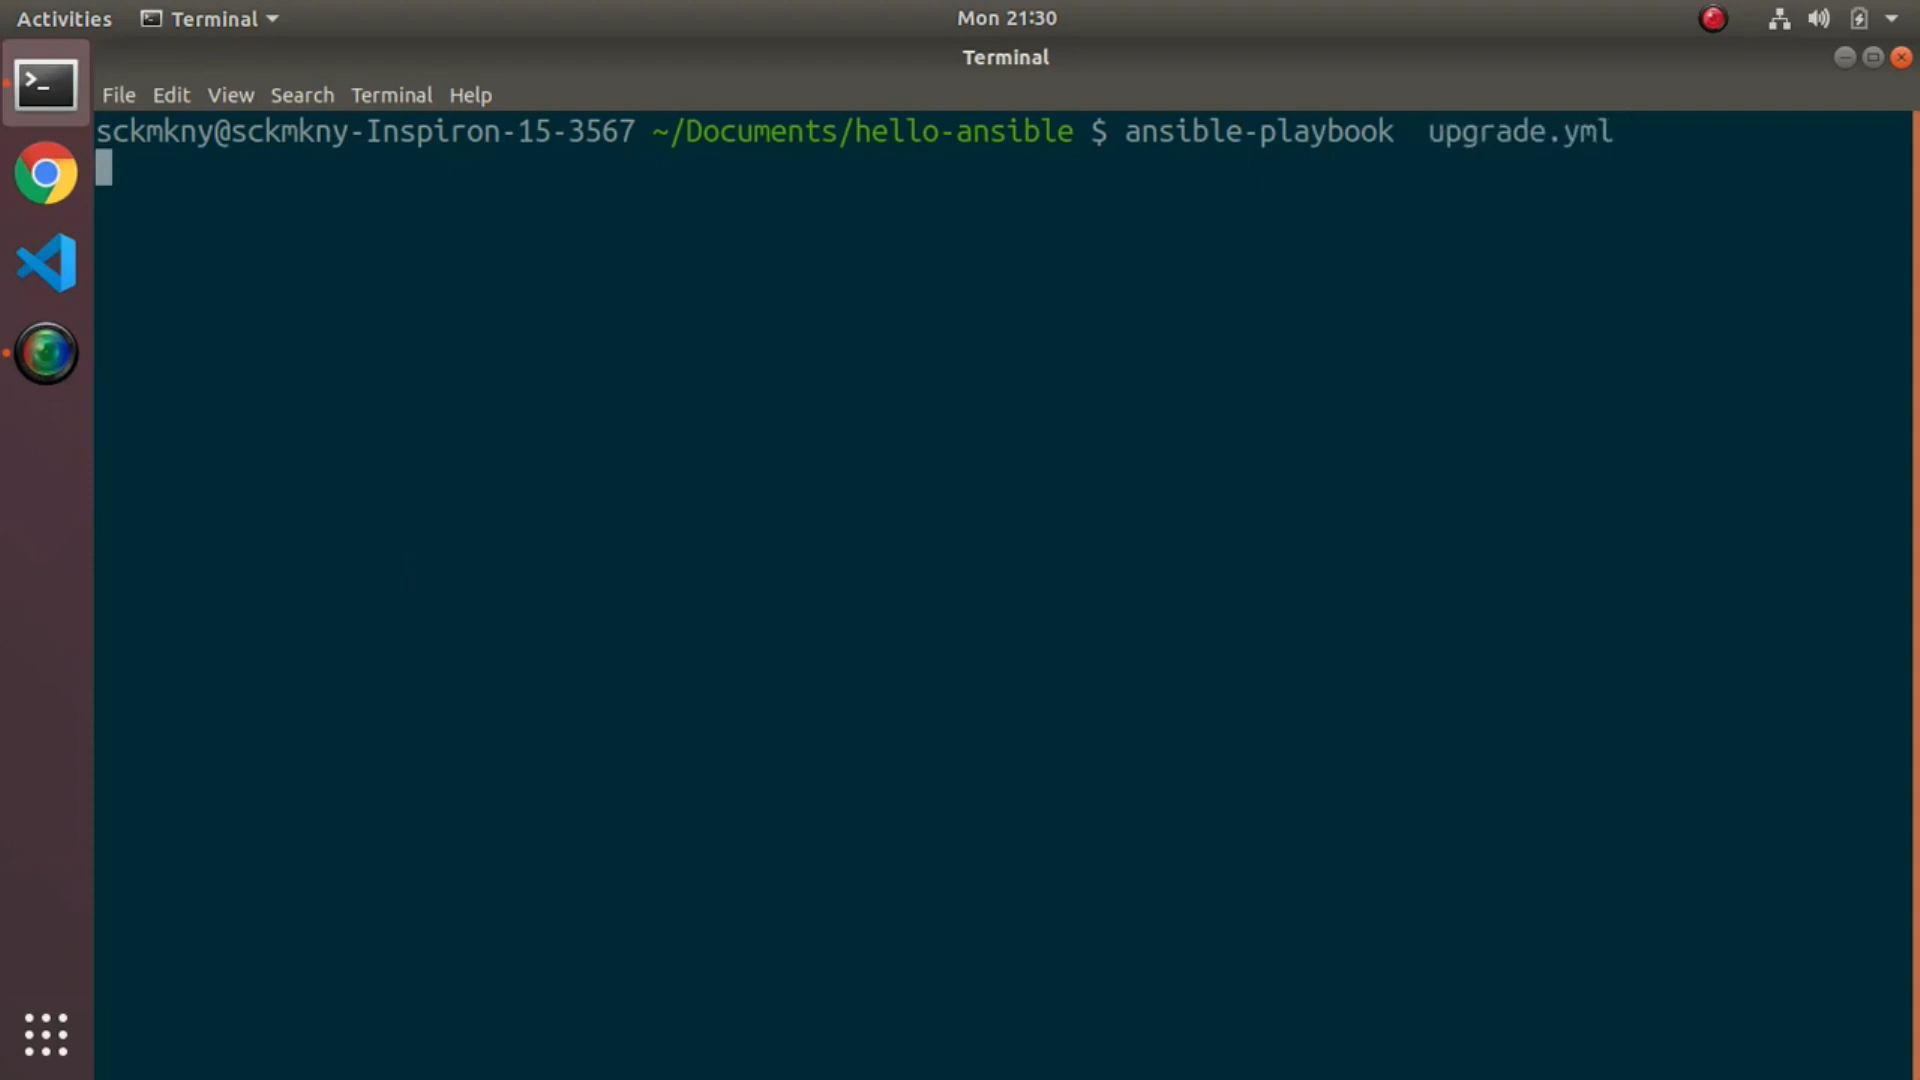 Activities Terminal Mon 21:30
Terminal
File Edit View Search Terminal Help
sckmkny@sckmkny-Inspiron-15-3567 ~/Documents/hello-ansible $ ansible-playbook  upgrade.yml